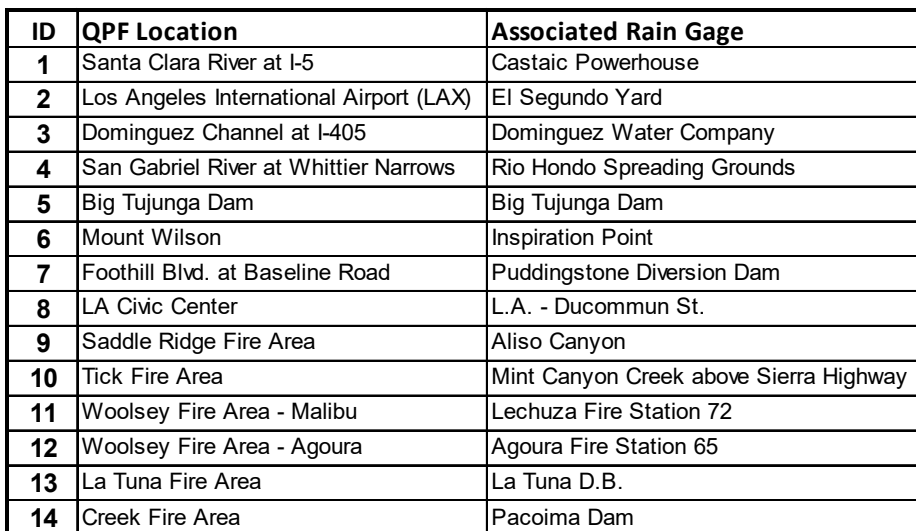 ID QPF Location Associated Rain Gage
1 Santa Clara River at I-5 Castaic Powerhouse
2 Los Angeles International Airport (LAX) El Segundo Yard
3 Dominguez Channel at I-405 Dominguez Water Company
4 San Gabriel River at Whittier Narrows Rio Hondo Spreading Grounds
5 Big Tujunga Dam Big Tujunga Dam
6 Mount Wilson Inspiration Point
7 Foothill Blvd. at Baseline Road Puddingstone Diversion Dam
8 LA Civic Center L.A. - Ducommun St.
9 Saddle Ridge Fire Area Aliso Canyon
10 Tick Fire Area Mint Canyon Creek above Sierra Highway
11 Woolsey Fire Area - Malibu Lechuza Fire Station 72
12 Woolsey Fire Area - Agoura Agoura Fire Station 65
13 La Tuna Fire Area La Tuna D.B.
14 Creek Fire Area Pacoima Dam